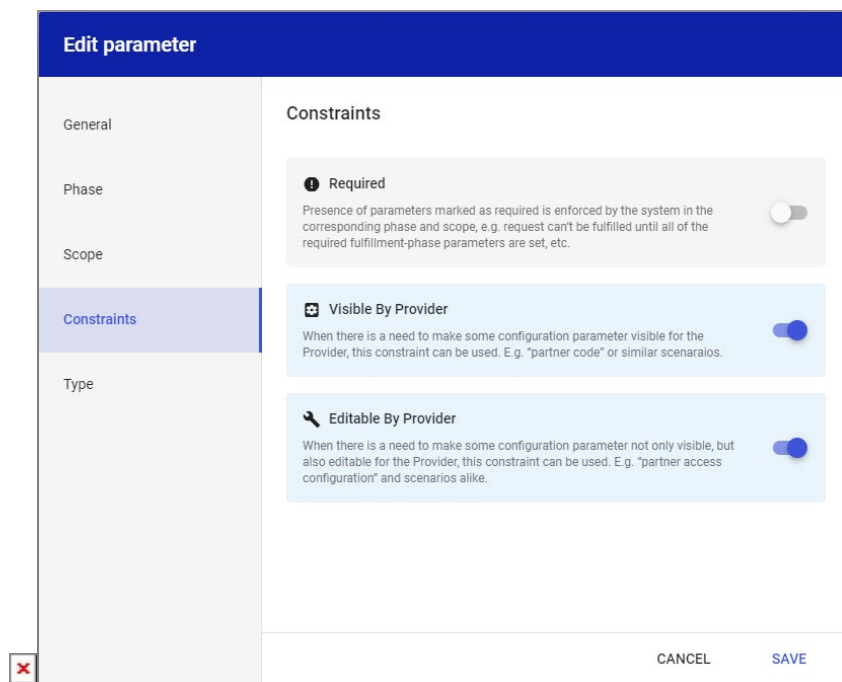 Edit parameter
General
Phase
Scope
Constraints
Type
Constraints
Required
Presence of parameters marked as required is enforced by the system in the
corresponding phase and scope, e.g. request can't be fulfilled until all of the
required fulfillment-phase parameters are set, etc.
Visible By Provider
When there is a need to make some configuration parameter visible for the
Provider, this constraint can be used. E.g. “partner code” or similar scenaraios.
Editable By Provider
When there is a need to make some configuration parameter not only visible, but
also editable for the Provider, this constraint can be used. E.g. “partner access
configuration” and scenarios alike.
CANCEL SAVE